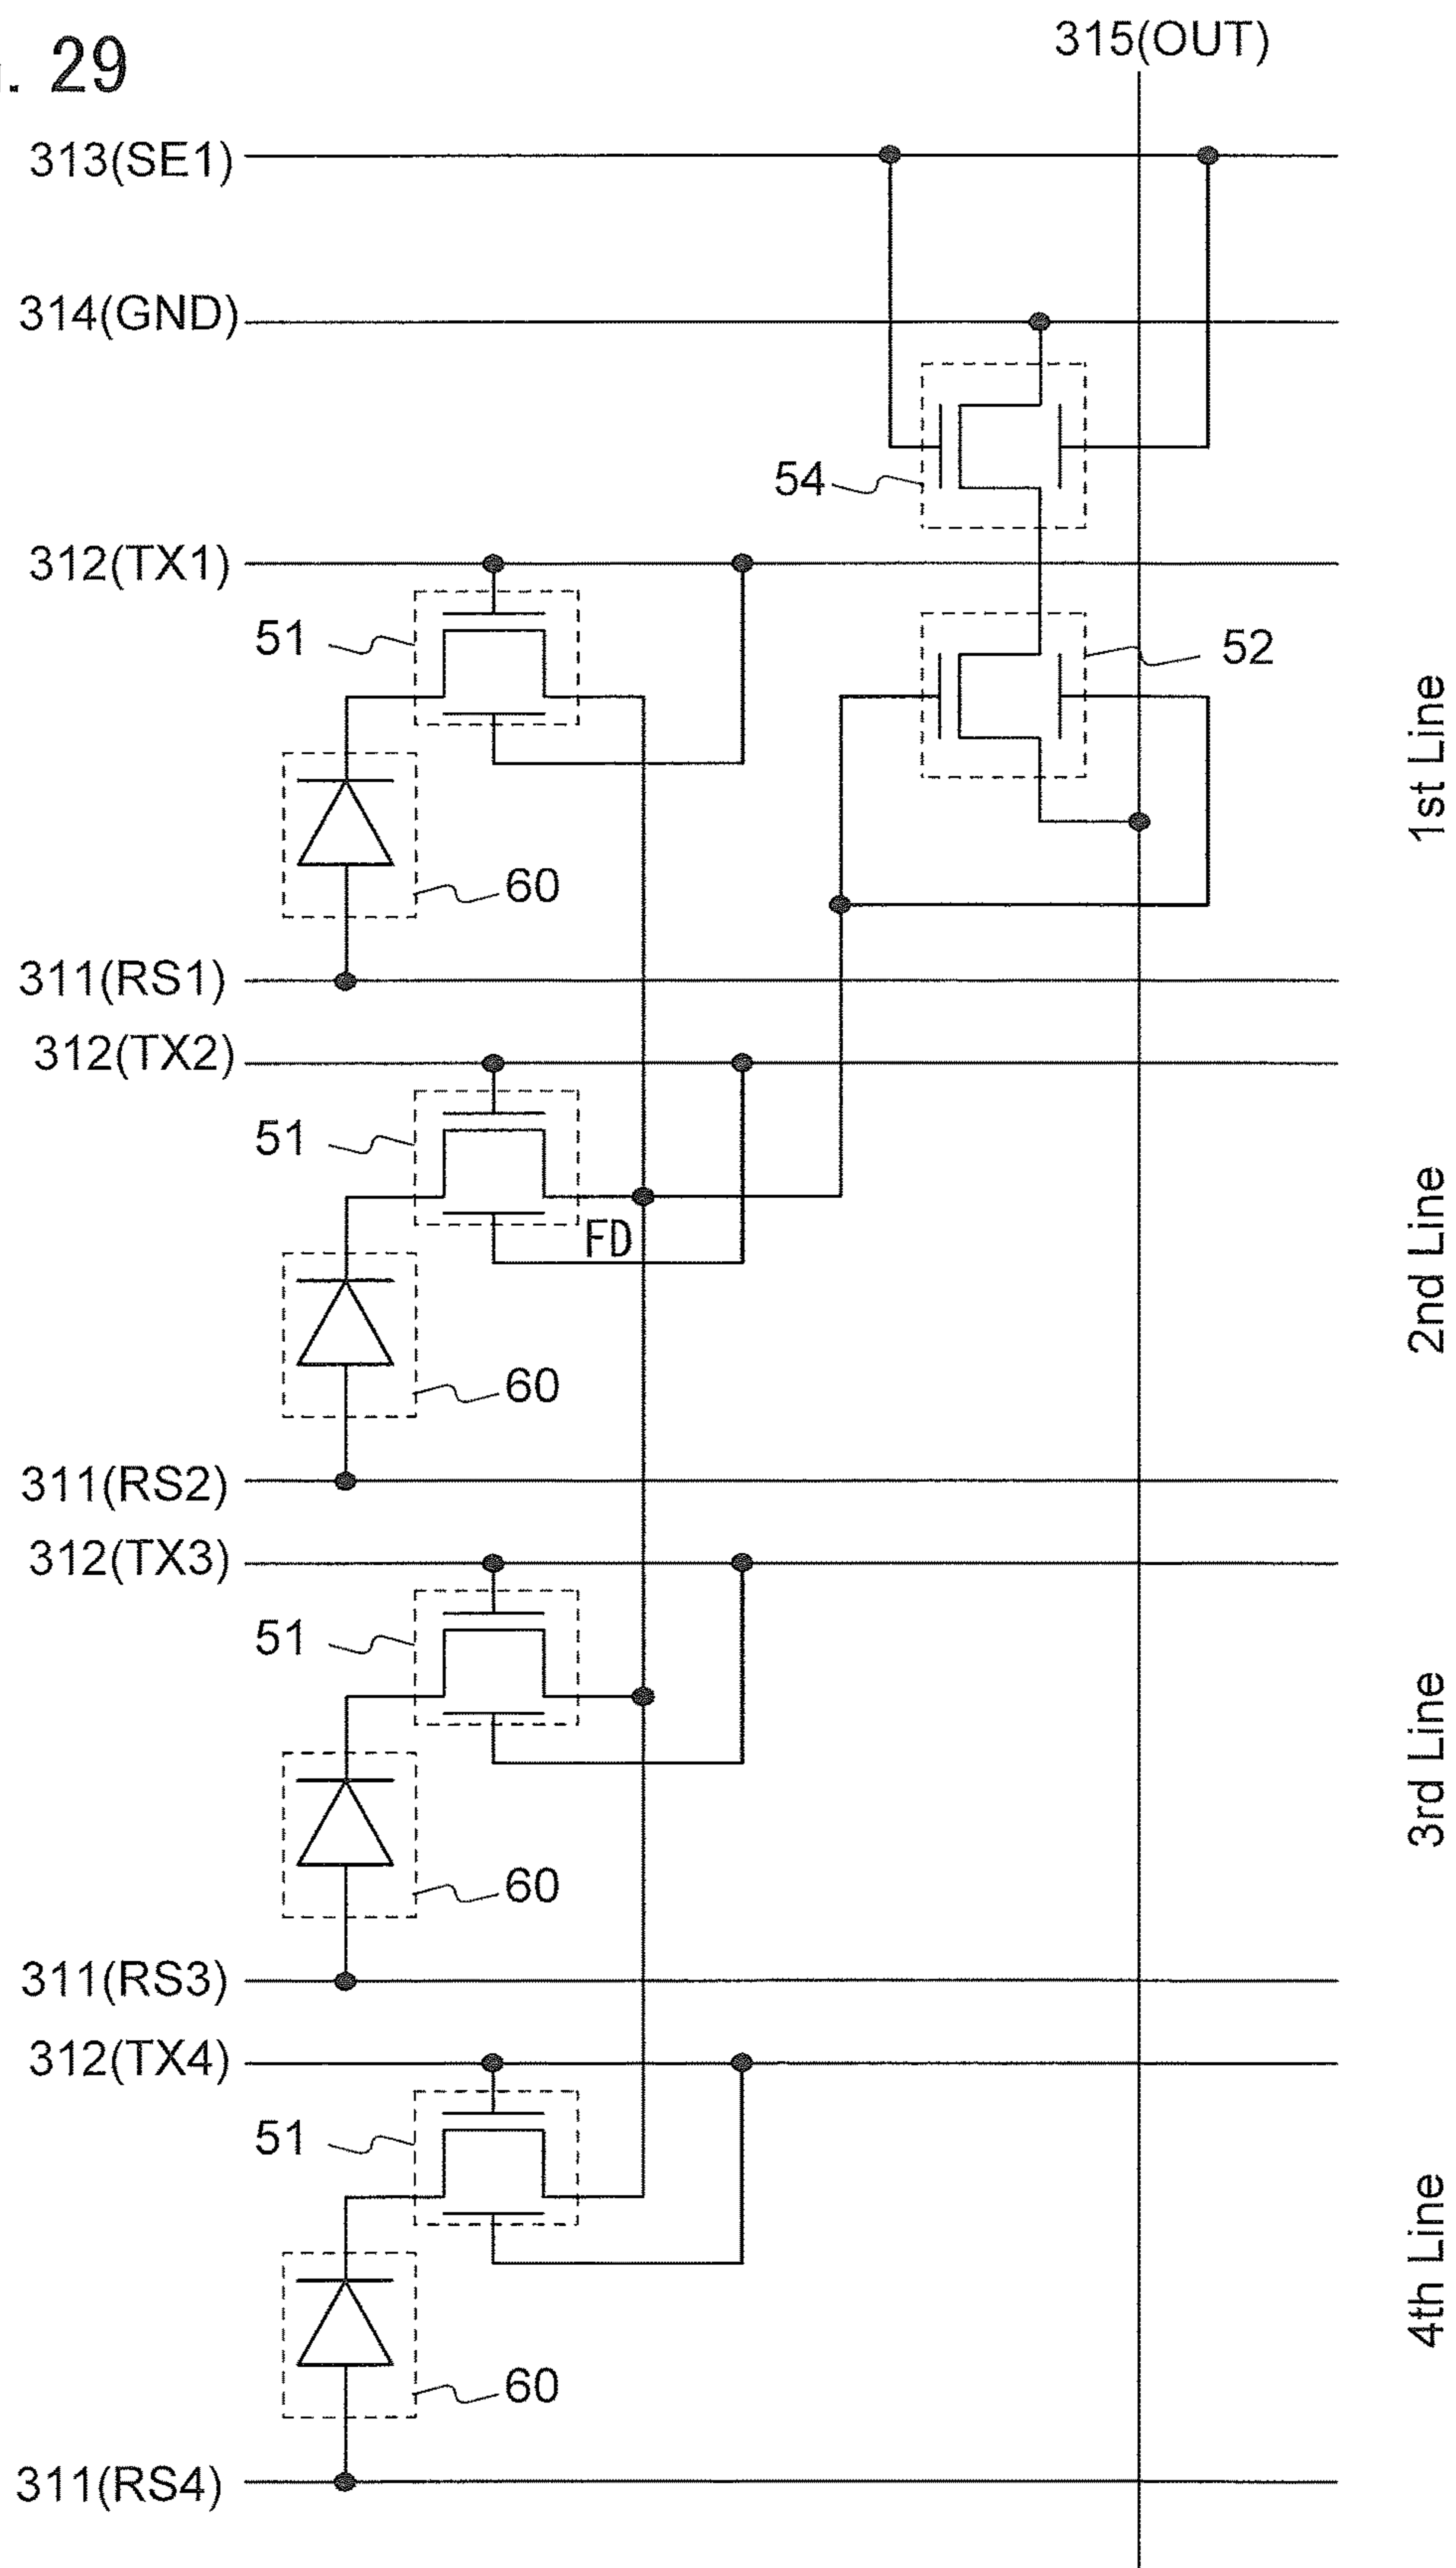 . 29
315(OUT)
313(SE1)
314(GND)
54
312(TX1)
51
52
60
1st Line
311(RS1)
312(TX2)
51
FD
60
2nd Line
311(RS2)
312(TX3)
51
60
3rd Line
311(RS3)
312(TX4)
51
60
4th Line
311(RS4)